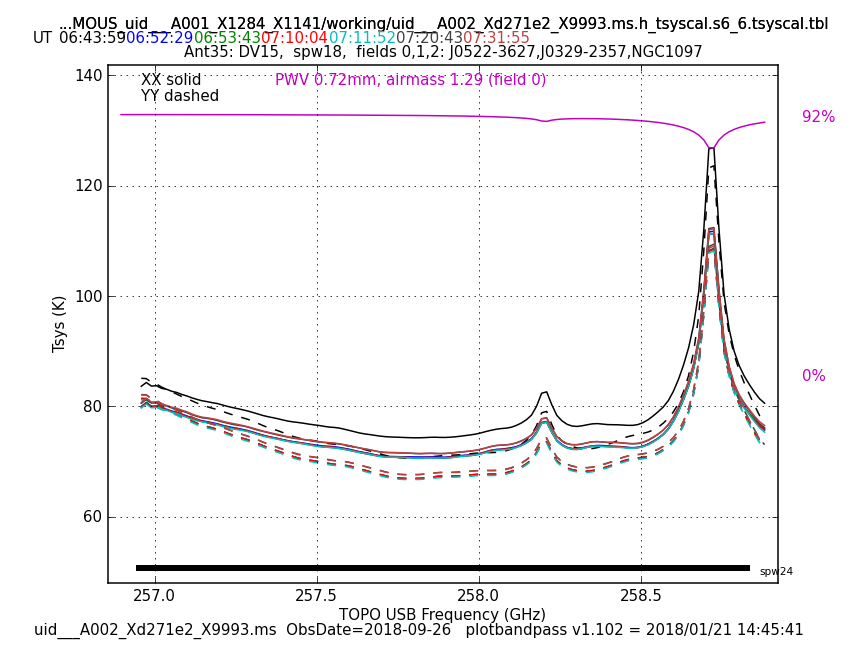 ...MOUS_uid___A001_X1284_X1141/working/uid___A002_Xd271e2_X9993.ms.h_tsyscal.s6_6.tsyscal.tbl
UT 06:43:59 06:52:29 06:53:43 07:10:04 07:11:52 07:20:43 07:31:55
Ant35: DV15, spw18, fields 0,1,2: J0522-3627,J0329-2357,NGC1097
140
XX solid
PWV 0.72mm, airmass 1.29 (field 0)
YY dashed
92%
120
100
Tsys (K)
0%
80
60
spw24
257.0 257.5 258.0 258.5
TOPO USB Frequency (GHz)
uid___A002_Xd271e2_X9993.ms ObsDate=2018-09-26 plotbandpass v1.102 = 2018/01/21 14:45:41